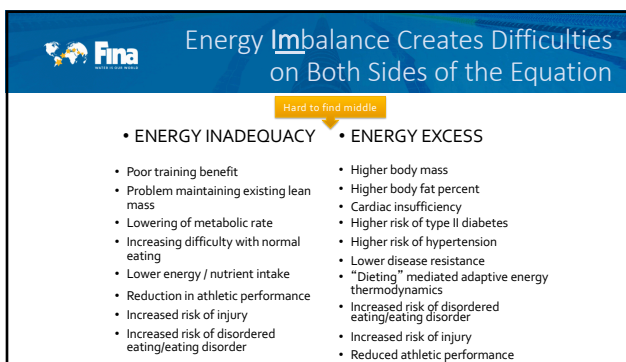 Fina
WATER IS OUR WORLD
Energy Imbalance Creates Difficulties
on Both Sides of the Equation
Hard to find middle
• ENERGY INADEQUACY
• Poor training benefit
• Problem maintaining existing lean
mass
• Lowering of metabolic rate
• Increasing difficulty with normal
eating
• Lower energy / nutrient intake
• Reduction in athletic performance
• Increased risk of injury
• Increased risk of disordered
eating/eating disorder
• ENERGY EXCESS
• Higher body mass
• Higher body fat percent
• Cardiac insufficiency
• Higher risk of type II diabetes
• Higher risk of hypertension
• Lower disease resistance
• “Dieting” mediated adaptive energy
thermodynamics
• Increased risk of disordered
eating/eating disorder
• Increased risk of injury
• Reduced athletic performance